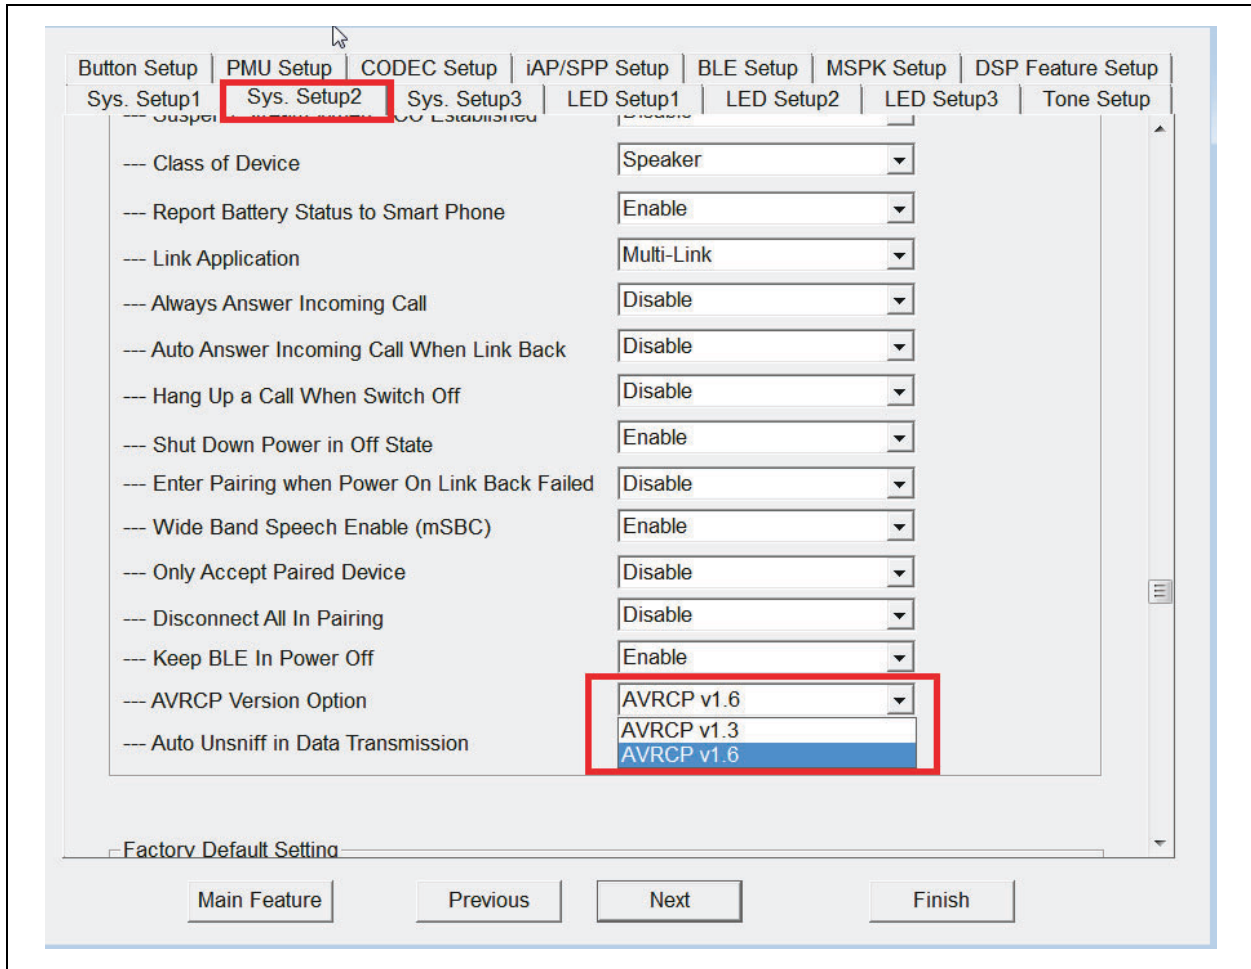 Button Setup PMU Setup CODEC Setup iAP/SPP Setup BLE Setup MSPK Setup DSP Feature Setup
Sys. Setup1 Sys. Setup2 Sys. Setup3 LED Setup1 LED Setup2 LED Setup3 Tone Setup
Established
--- Class of Device Speaker
--- Report Battery Status to Smart Phone Enable
--- Link Application Multi-Link
--- Always Answer Incoming Call Disable
--- Auto Answer Incoming Call When Link Back Disable
--- Hang Up a Call When Switch Off Disable
--- Shut Down Power in Off State Enable
--- Enter Pairing when Power On Link Back Failed Disable
--- Wide Band Speech Enable (mSBC) Enable
--- Only Accept Paired Device Disable
--- Disconnect All In Pairing Disable
--- Keep BLE In Power Off Enable
--- AVRCP Version Option AVRCP v1.6
AVRCP v1.3
--- Auto Unsniff in Data Transmission
AVRCP v1.6
Factory Default Setting
Main Feature Previous Next Finish